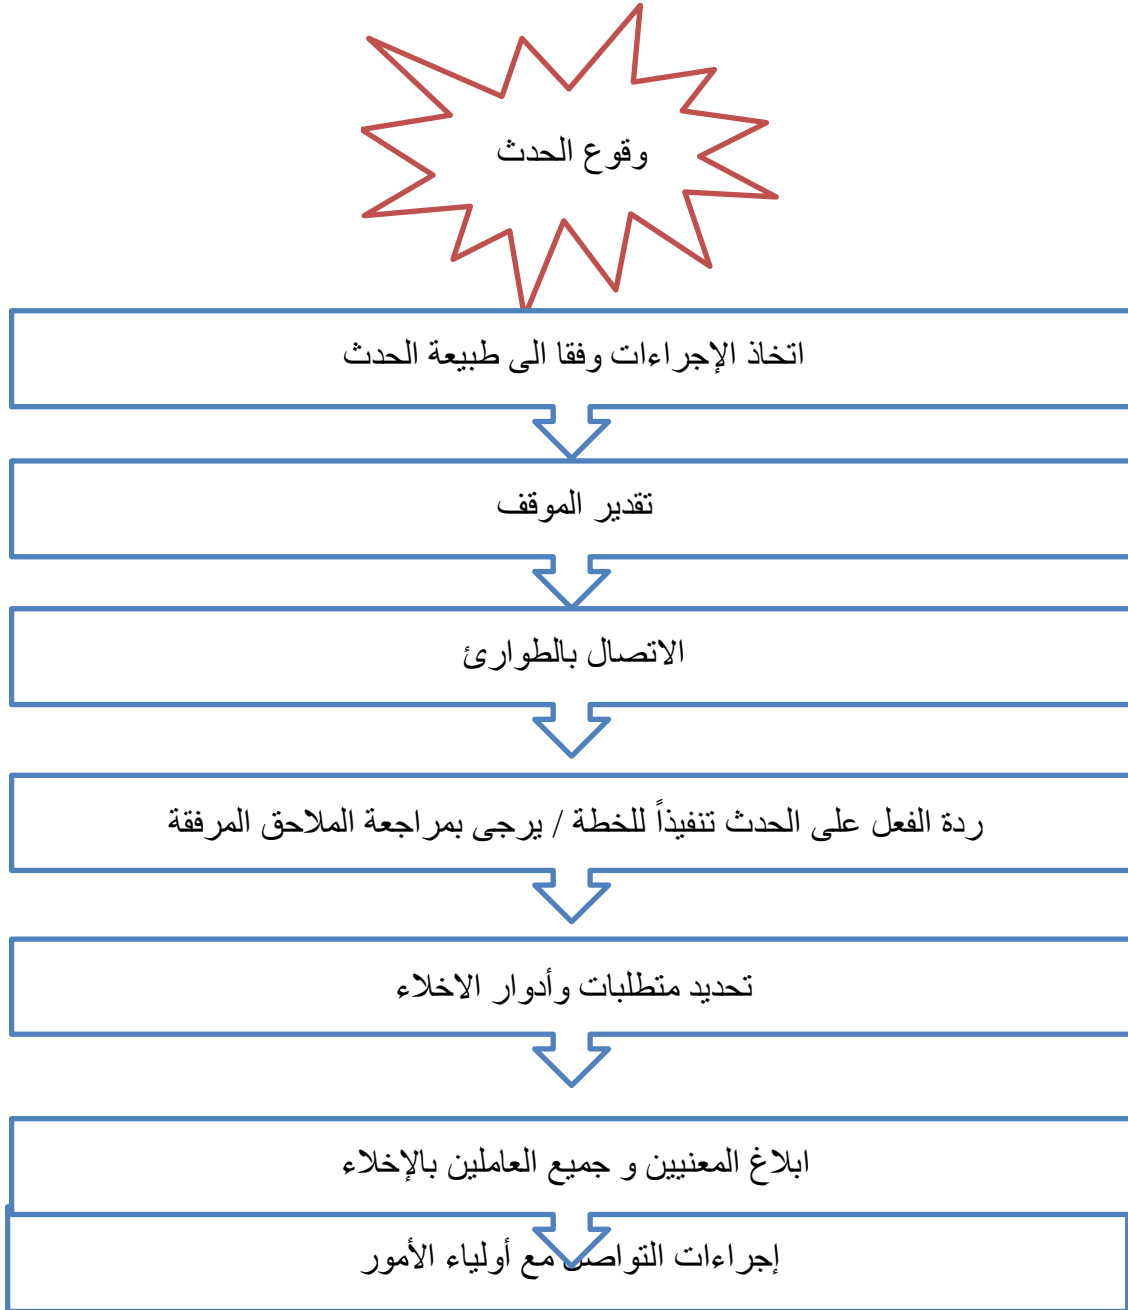 وقوع الحدث
اتخاذ الإجراءات وفقا الى طبيعة الحدث
تقدير الموقف
الاتصال بالطوارئ
ردة الفعل على الحدث تنفيذاً للخطة / يرجى بمراجعة الملاحق المرفقة
تحديد متطلبات وأدوار الاخلاء
ابلاغ المعنيين و جميع العاملين بالإخلاء
إجراءات التواصل مع أولياء الأمور